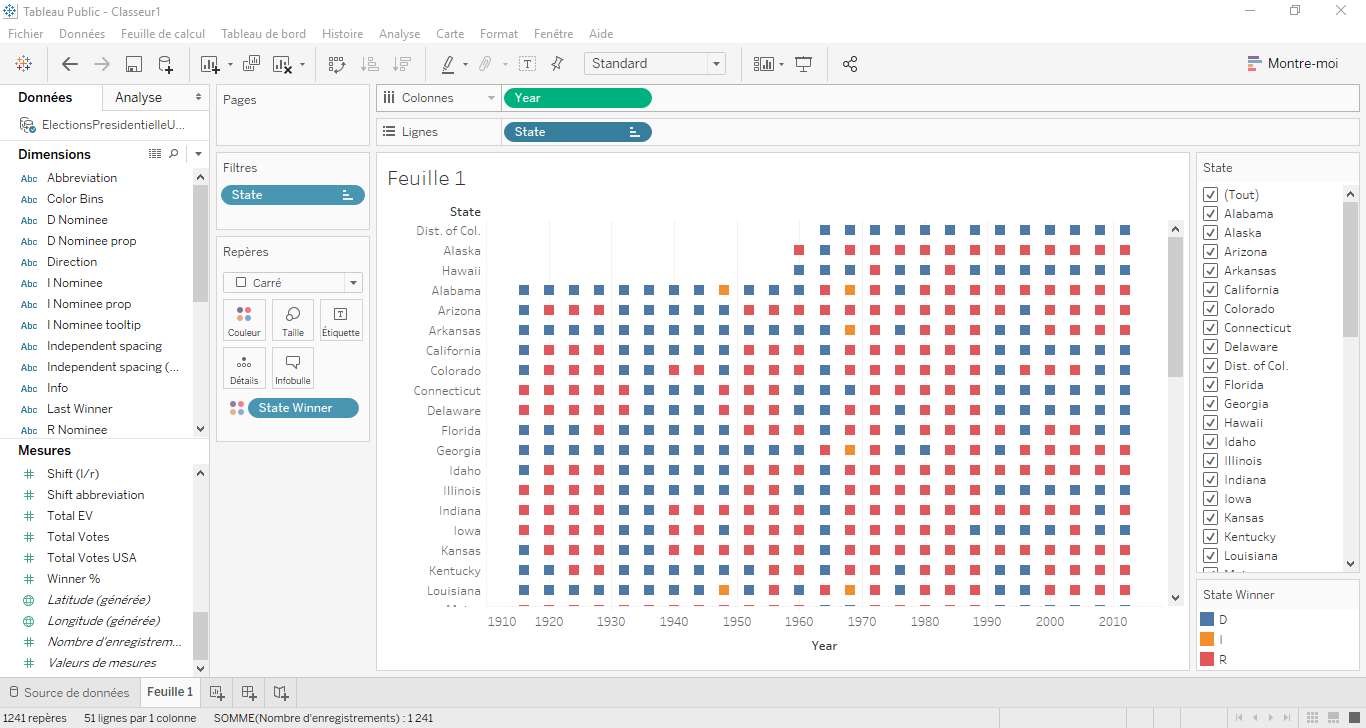 Tableau Public - Classeur1
Fichier Données Feuille de calcul Tableau de bord Histoire Analyse Carte Format Fenêtre Aide
Standard
Montre-moi
Données Analyse
ElectionsPresidentielleU...
Dimensions
Abc Abbreviation
Abc Color Bins
Abc D Nominee
Abc D Nominee prop
Abc Direction
Abc I Nominee
Abc I Nominee prop
Abc I Nominee tooltip
Abc Independent spacing
Abc Independent spacing (...
Abc Info
Abc Last Winner
Abc R Nominee
Mesures
Shift (l/r)
Shift abbreviation
Total EV
Total Votes
Total Votes USA
Winner %
Latitude (générée)
Longitude (générée)
Nombre d'enregistrem...
Valeurs de mesures
Pages
Filtres
State
Repères
Carré
Couleur Taille Étiquette
Détails Infobulle
State Winner
Colonnes Year
Lignes State
Feuille 1
State
Dist. of Col.
Alaska
Hawaii
Alabama
Arizona
Arkansas
California
Colorado
Connecticut
Delaware
Florida
Georgia
Idaho
Illinois
Indiana
Iowa
Kansas
Kentucky
Louisiana
1910 1920 1930 1940 1950 1960 1970 1980 1990 2000 2010
Year
State
(Tout)
Alabama
Alaska
Arizona
Arkansas
California
Colorado
Connecticut
Delaware
Dist. of Col.
Florida
Georgia
Hawaii
Idaho
Illinois
Indiana
Iowa
Kansas
Kentucky
Louisiana
State Winner
D
I
R
Source de données Feuille 1
1241 repères 51 lignes par 1 colonne SOMME(Nombre d'enregistrements) : 1 241